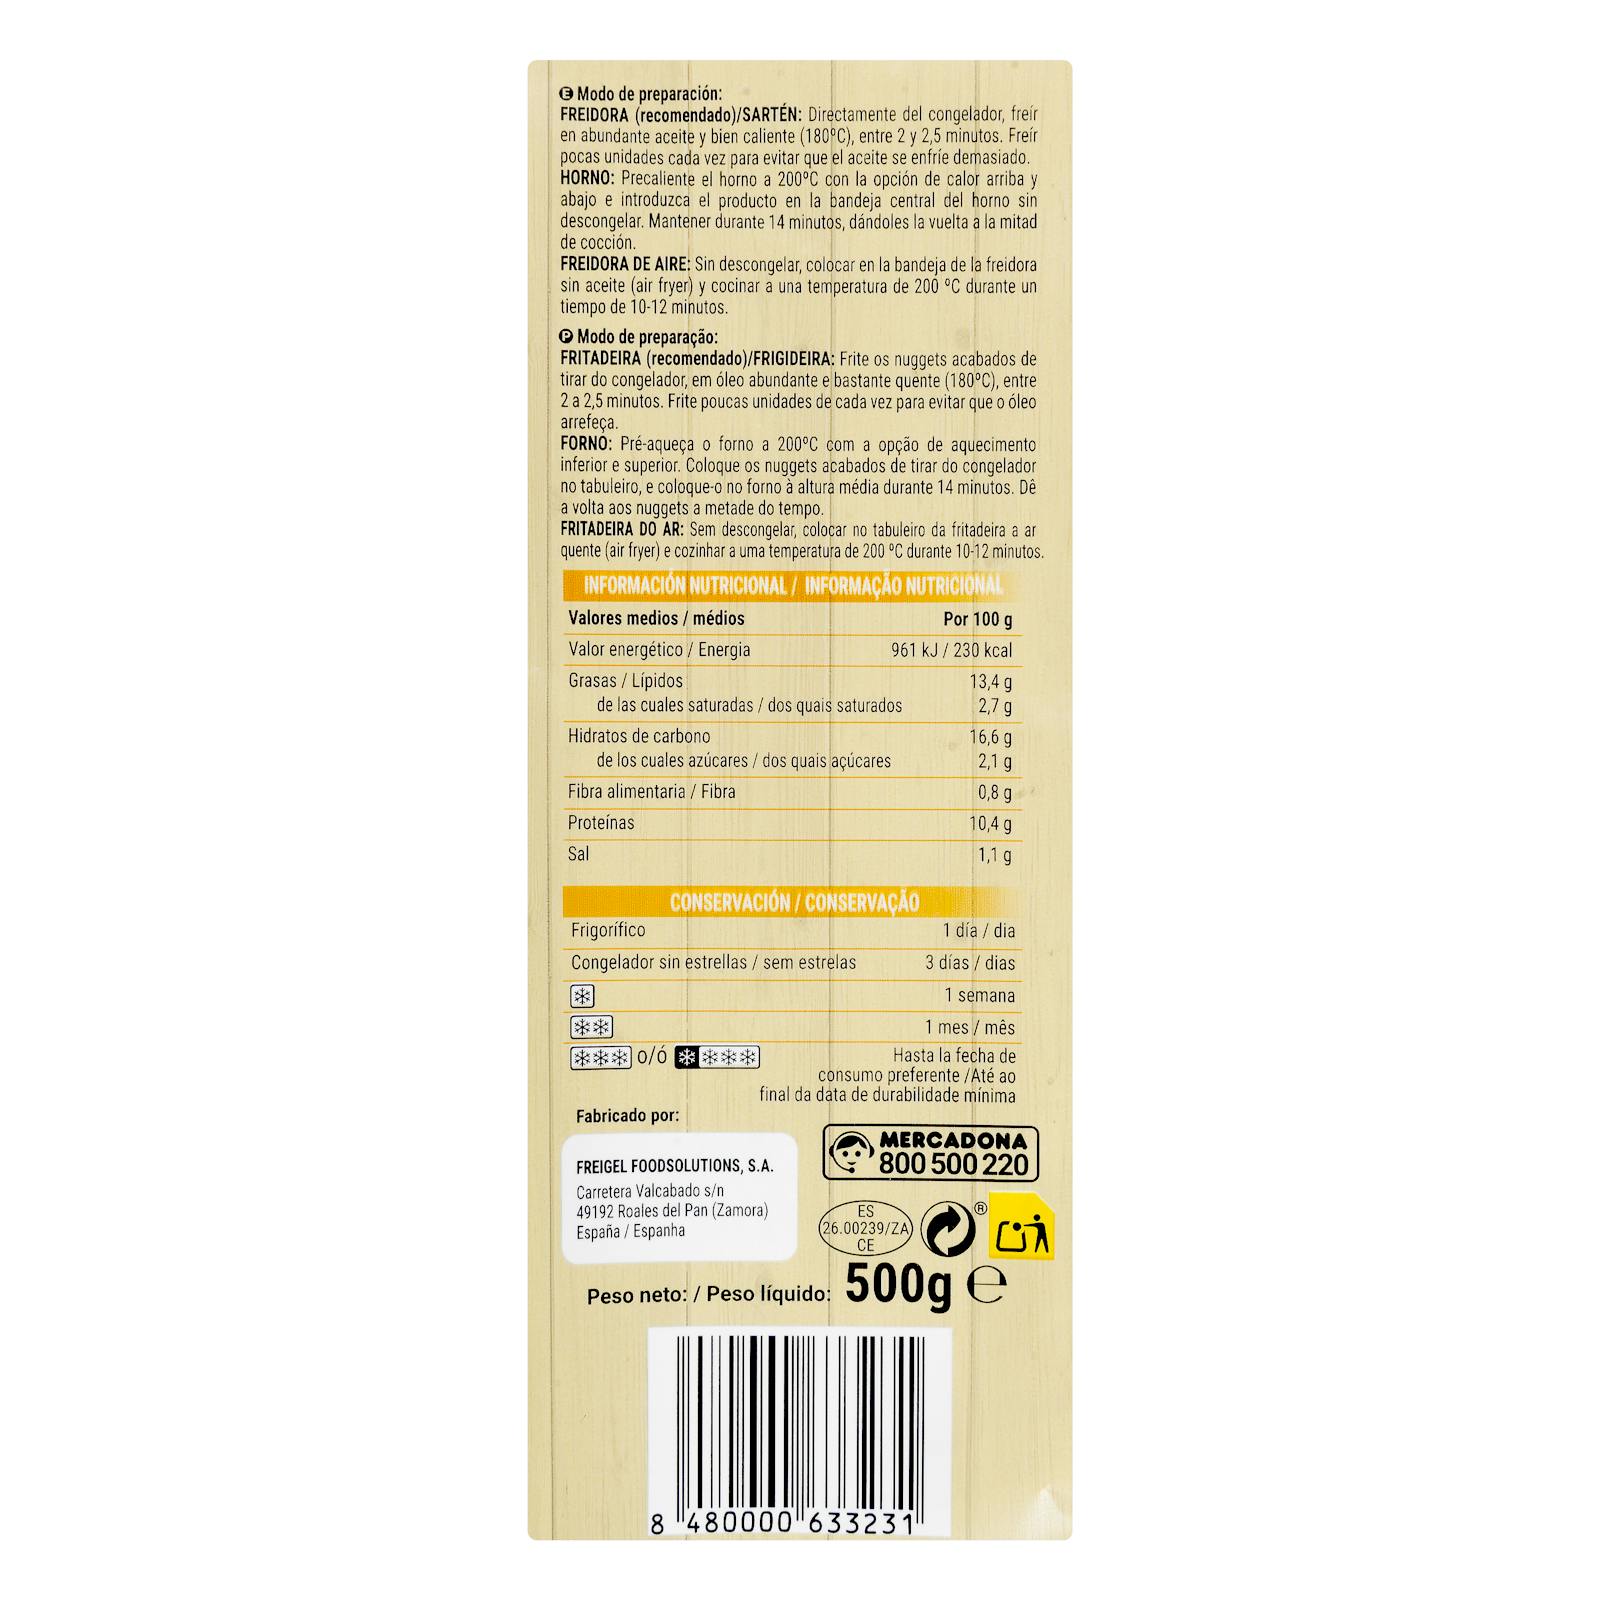 E Modo de preparación:
FREIDORA (recomendado)/SARTÉN: Directamente del congelador, freír
en abundante aceite y bien caliente (180ºC), entre 2 y 2,5 minutos. Freír
pocas unidades cada vez para evitar que el aceite se enfríe demasiado.
HORNO: Precaliente el horno a 200ºC con la opción de calor arriba y
abajo e introduzca el producto en la bandeja central del horno sin
descongelar. Mantener durante 14 minutos, dándoles la vuelta a la mitad
de cocción.
FREIDORA DE AIRE: Sin descongelar, colocar en la bandeja de la freidora
sin aceite (air fryer) y cocinar a una temperatura de 200 ºC durante un
tiempo de 10-12 minutos.
P Modo de preparação:
FRITADEIRA (recomendado)/FRIGIDEIRA: Frite os nuggets acabados de
tirar do congelador, em óleo abundante e bastante quente (180ºC), entre
2 a 2,5 minutos. Frite poucas unidades de cada vez para evitar que o óleo
arrefeça.
FORNO: Pré-aqueça o forno a 200ºC com a opção de aquecimento
inferior e superior. Coloque os nuggets acabados de tirar do congelador
no tabuleiro, e coloque-o no forno à altura média durante 14 minutos. Dê
a volta aos nuggets a metade do tempo.
FRITADEIRA DO AR: Sem descongelar, colocar no tabuleiro da fritadeira a ar
quente (air fryer) e cozinhar a uma temperatura de 200 ºC durante 10-12 minutos.
INFORMACIÓN NUTRICIONAL / INFORMAÇÃO NUTRICIONAL
Valores medios / médios Por 100 g
Valor energético / Energia 961 kJ / 230 kcal
Grasas / Lípidos 13,4 g
de las cuales saturadas / dos quais saturados 2,7 g
Hidratos de carbono 16,6 g
de los cuales azúcares / dos quais açúcares 2,1 g
Fibra alimentaria / Fibra 0,8 g
Proteínas 10,4 g
Sal 1,1 g
CONSERVACIÓN / CONSERVAÇÃO
Frigorífico 1 día / dia
Congelador sin estrellas / sem estrelas 3 días / dias
1 semana
1 mes / mês
o/ó Hasta la fecha de
consumo preferente /Até ao
final da data de durabilidade mínima
Fabricado por:
FREIGEL FOODSOLUTIONS, S.A.
Carretera Valcabado s/n
49192 Roales del Pan (Zamora)
España / Espanha
MERCADONA
800 500 220
ES
26.00239/ZA
CE
®
Peso neto: / Peso líquido: 500g e
8 480000 633231